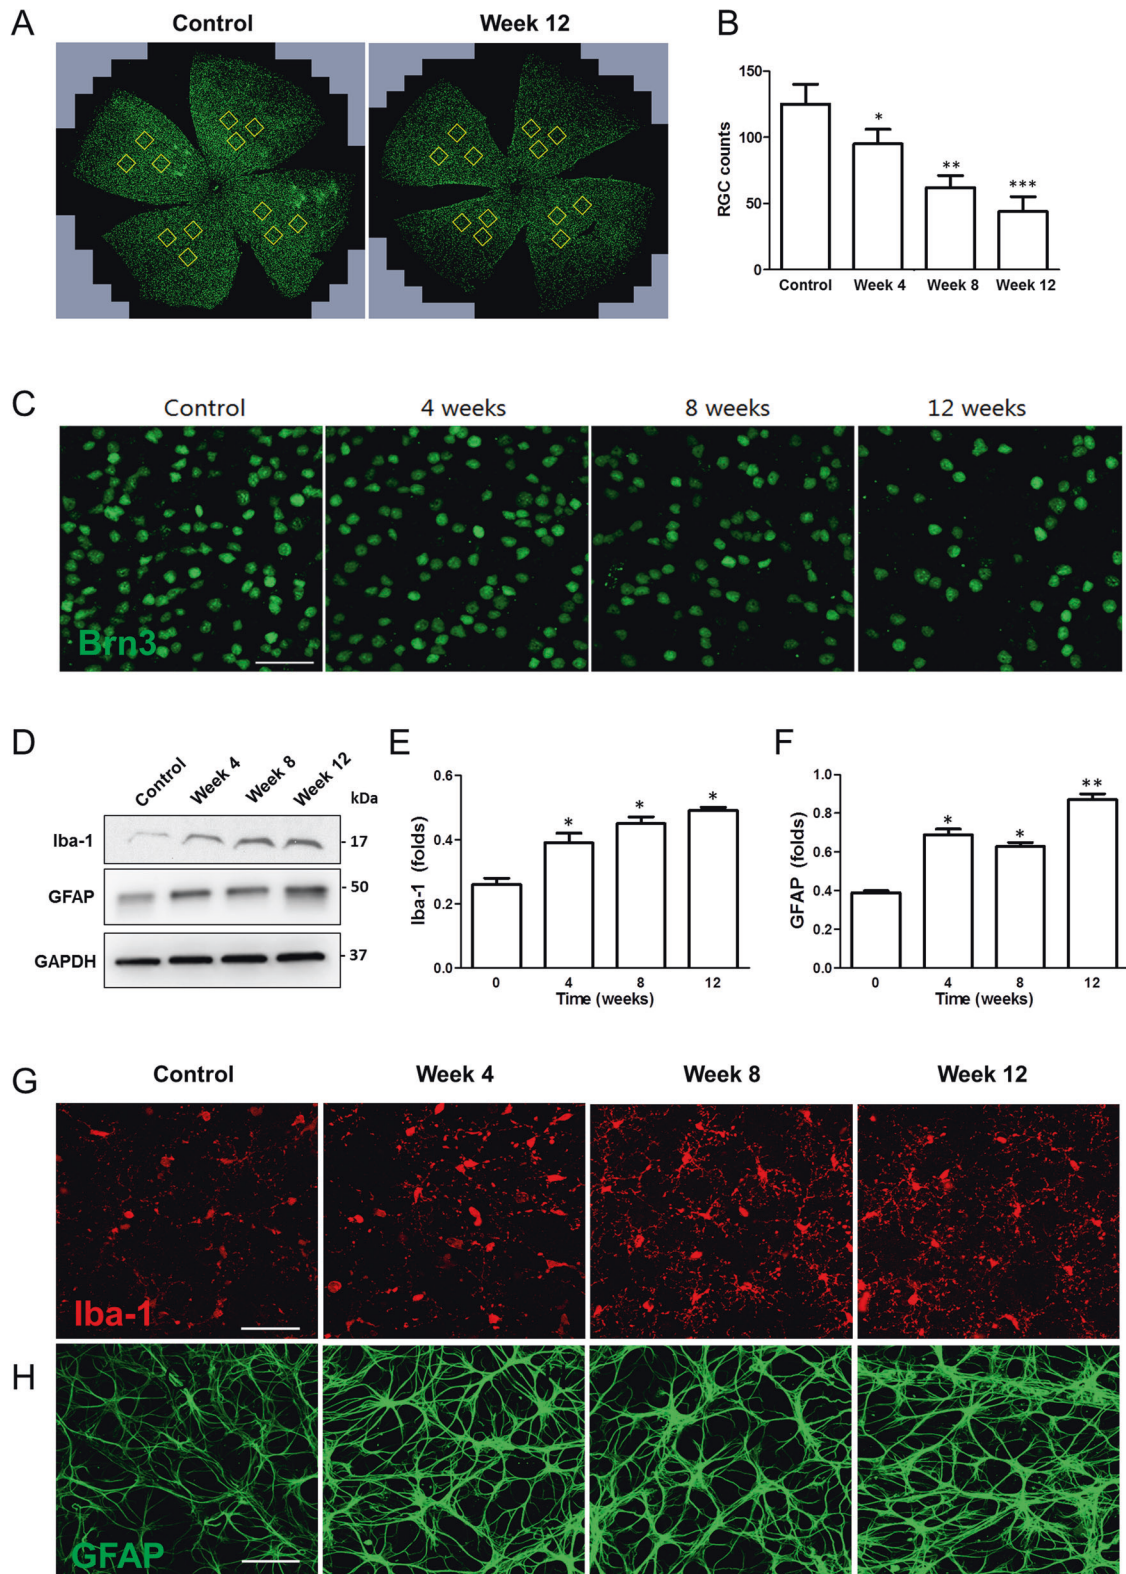 A
Control
Week 12
B
150
100
50
0
RGC counts
*
**
***
Control
Week 4
Week 8
Week 12
C
Control
4 weeks
8 weeks
12 weeks
Brn3
D
Control
Week 4
Week 8
Week 12
kDa
Iba-1
- 17
GFAP
- 50
GAPDH
- 37
E
0.6
0.4
0.2
0.0
Iba-1 (folds)
*
*
*
0
4
8
12
Time (weeks)
F
1.0
0.8
0.6
0.4
0.2
0.0
GFAP (folds)
*
*
**
0
4
8
12
Time (weeks)
G
Control
Week 4
Week 8
Week 12
Iba-1
H
GFAP